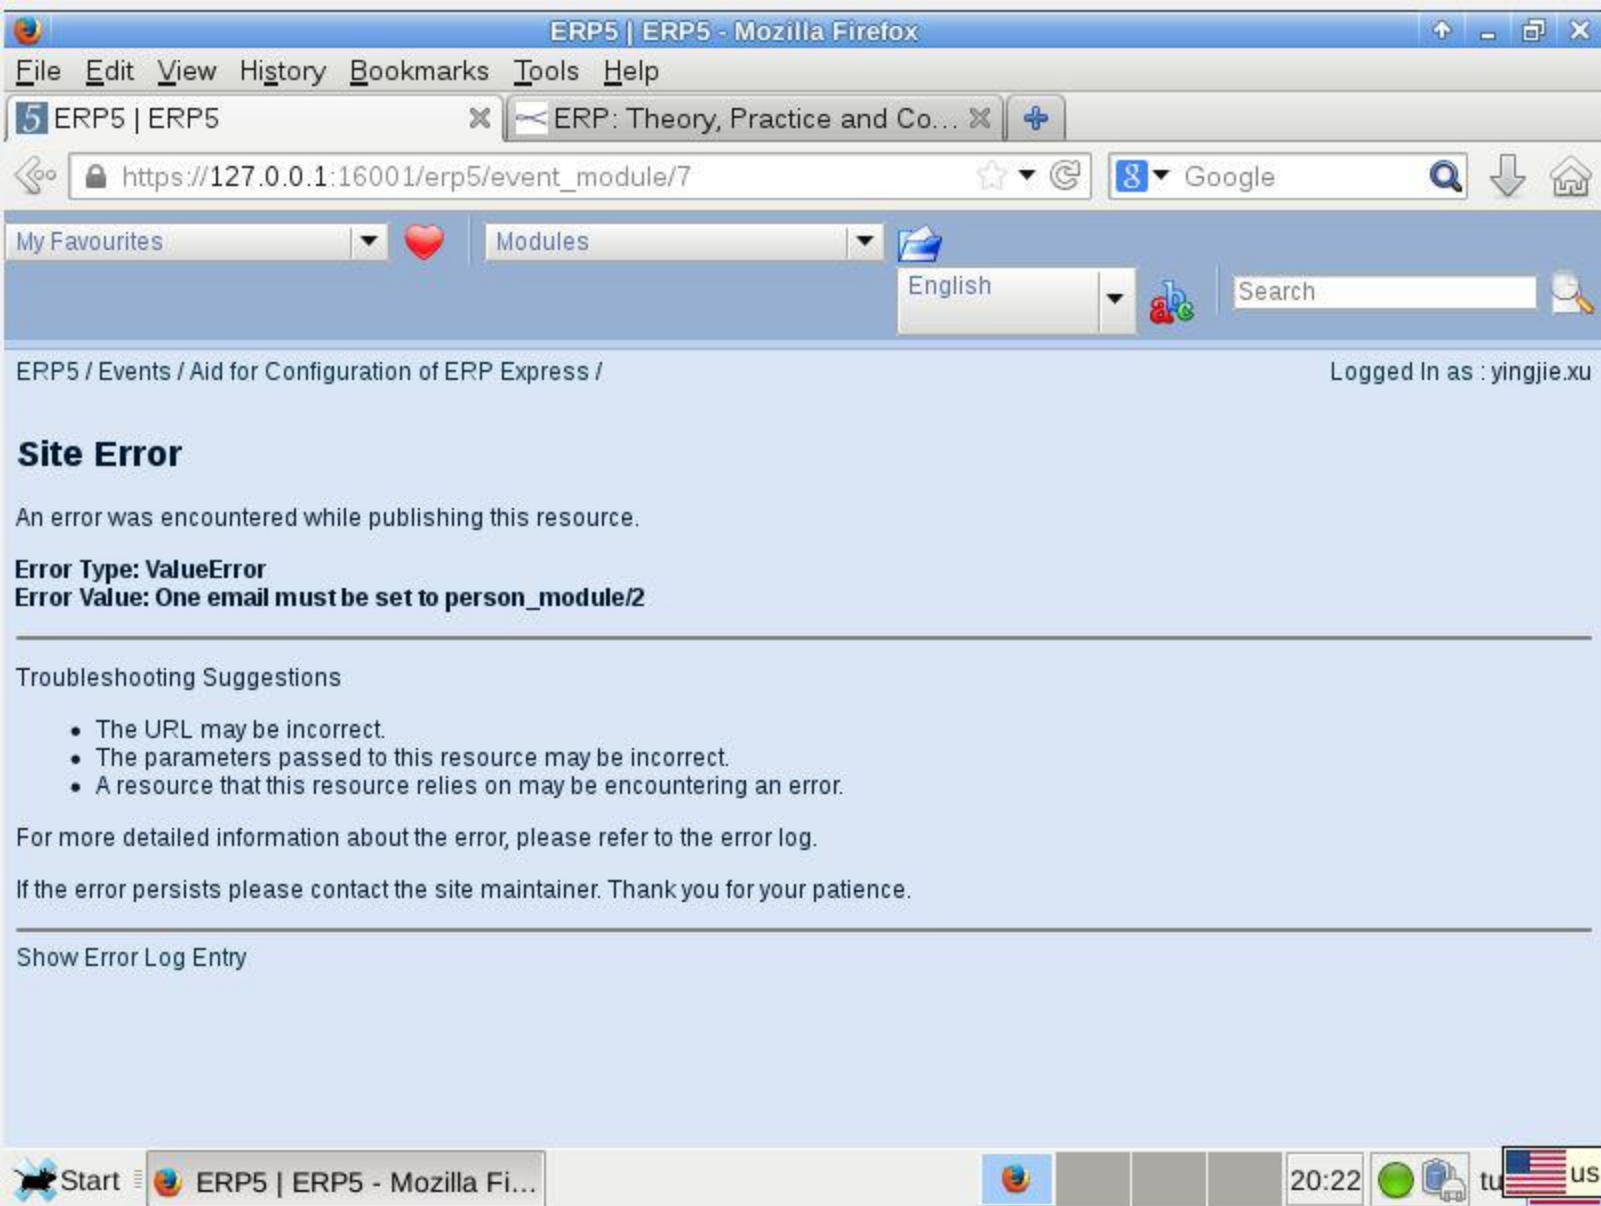 ERP5 | ERP5 - Mozilla Firefox
File Edit View History Bookmarks Tools Help
5 ERP5 | ERP5 ERP: Theory, Practice and Co...
https://127.0.0.1:16001/erp5/event_module/7 8 Google
My Favourites Modules
English abc Search
ERP5 / Events / Aid for Configuration of ERP Express / Logged In as : yingjie.xu
Site Error
An error was encountered while publishing this resource.
Error Type: ValueError
Error Value: One email must be set to person_module/2
Troubleshooting Suggestions
• The URL may be incorrect.
• The parameters passed to this resource may be incorrect.
• A resource that this resource relies on may be encountering an error.
For more detailed information about the error, please refer to the error log.
If the error persists please contact the site maintainer. Thank you for your patience.
Show Error Log Entry
Start ERP5 | ERP5 - Mozilla Fi... 20:22 tu us